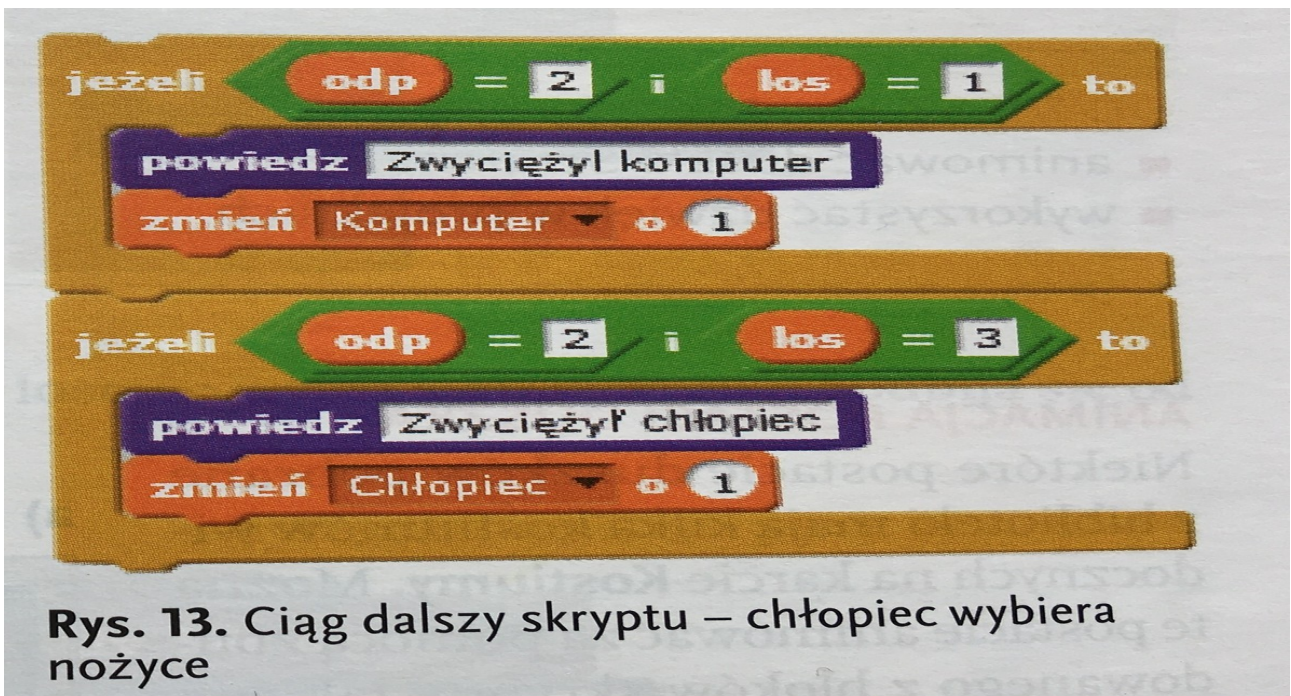 jeżeli odp = 2 i los = 1 to
powiedz Zwyciężyl komputer
zmień Komputer o 1
jeżeli odp = 2 i los = 3 to
powiedz Zwyciężył chłopiec
zmień Chłopiec o 1
Rys. 13. Ciąg dalszy skryptu – chłopiec wybiera
nożyce